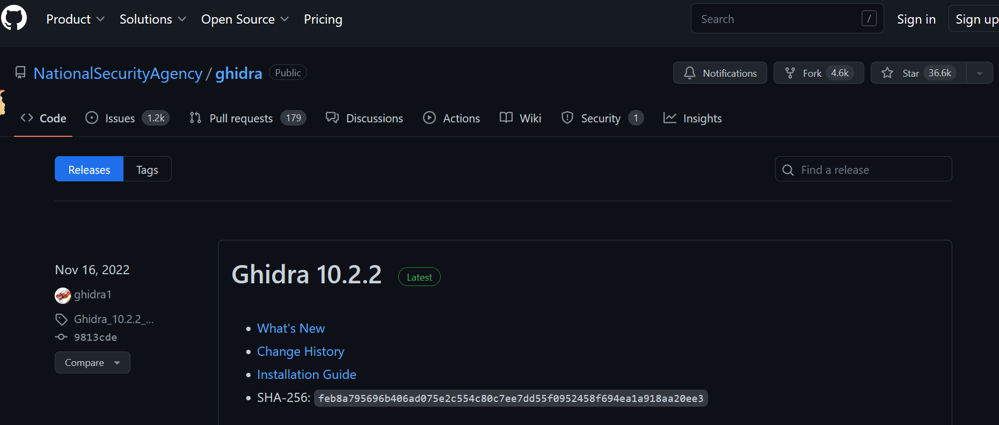 Product Solutions Open Source Pricing Search / Sign in Sign up
NationalSecurityAgency / ghidra Public Notifications Fork 4.6k Star 36.6k
Code Issues 1.2k Pull requests 179 Discussions Actions Wiki Security 1 Insights
Releases Tags Find a release
Nov 16, 2022
ghidra1
Ghidra_10.2.2_...
9813cde
Compare
Ghidra 10.2.2 Latest
What's New
Change History
Installation Guide
SHA-256: feb8a795696b406ad075e2c554c80c7ee7dd55f0952458f694ea1a918aa20ee3